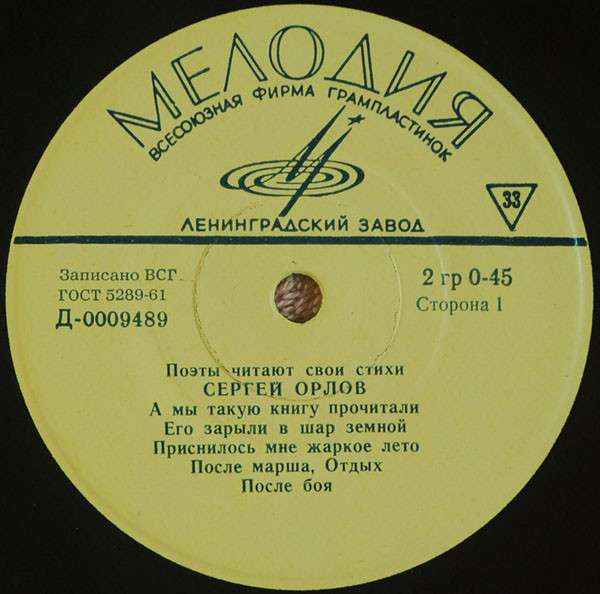 МЕЛОДИЯ
ВСЕСОЮЗНАЯ ФИРМА ГРАМПЛАСТИНОК
ЛЕНИНГРАДСКИЙ ЗАВОД
33
Записано ВСГ
ГОСТ 5289-61
Д-0009489
2 гр 0-45
Сторона 1
Поэты читают свои стихи
СЕРГЕЙ ОРЛОВ
А мы такую книгу прочитали
Его зарыли в шар земной
Приснилось мне жаркое лето
После марша, Отдых
После боя